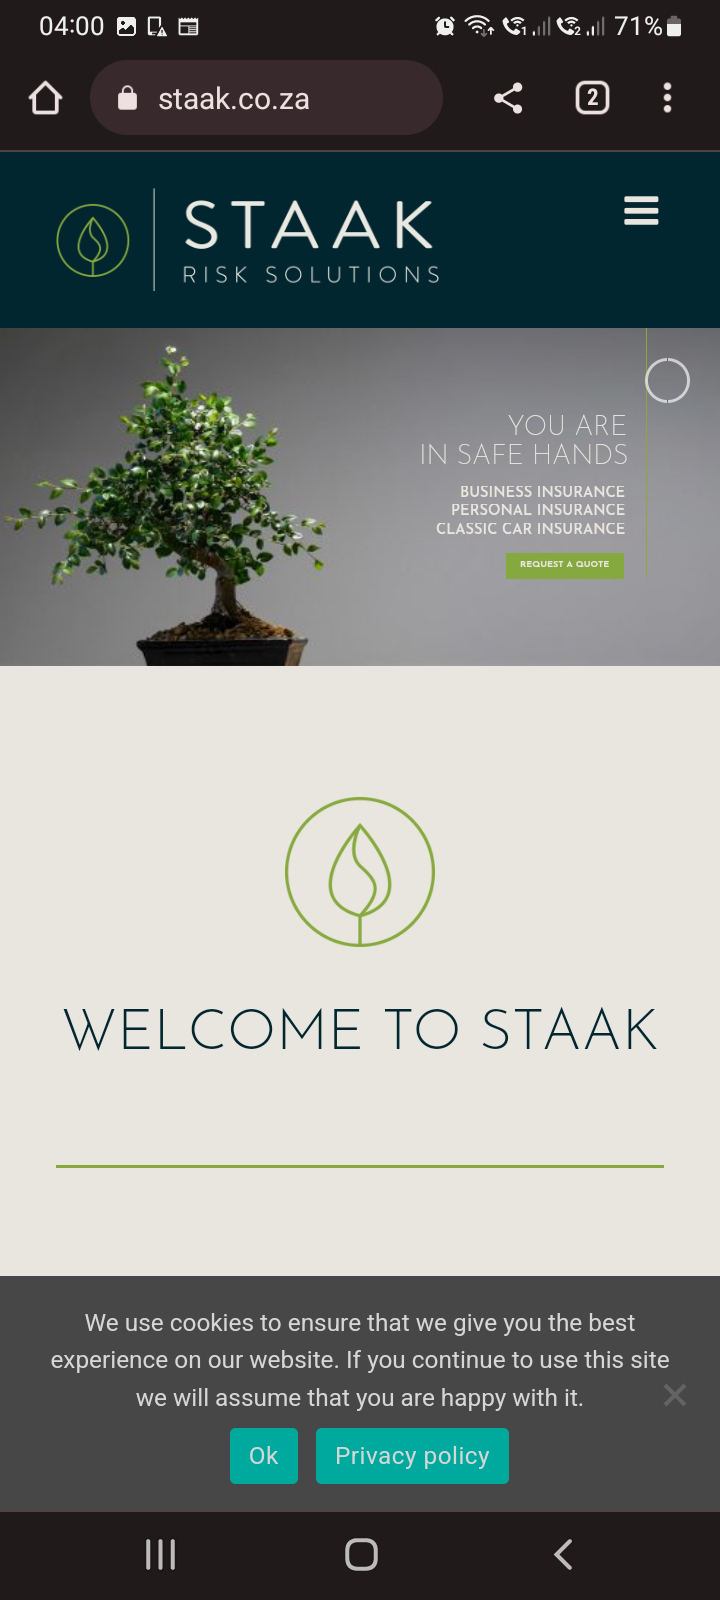 04:00
1
2
71%
staak.co.za
2
STAAK
RISK SOLUTIONS
YOU ARE
IN SAFE HANDS
BUSINESS INSURANCE
PERSONAL INSURANCE
CLASSIC CAR INSURANCE
REQUEST A QUOTE
WELCOME TO STAAK
We use cookies to ensure that we give you the best
experience on our website. If you continue to use this site
we will assume that you are happy with it.
Ok
Privacy policy